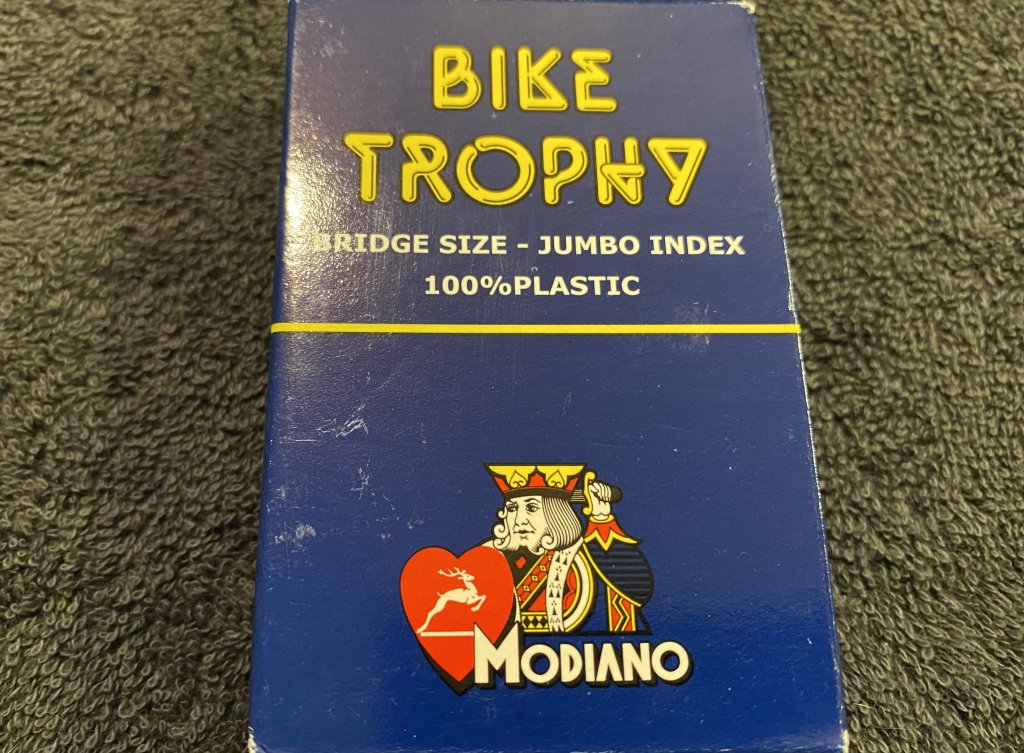 BIKE
TROPHY
BRIDGE SIZE - JUMBO INDEX
100%PLASTIC
MODIANO